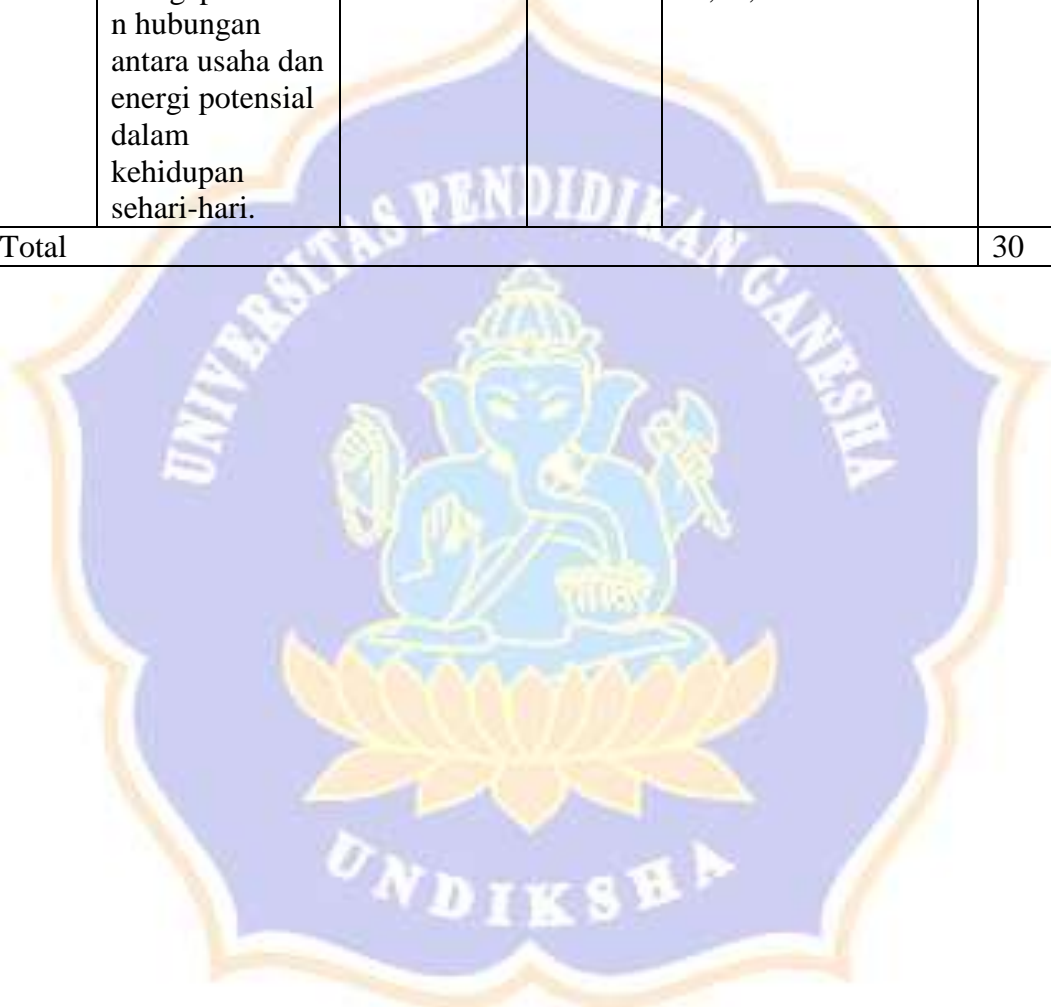 n hubungan
antara usaha dan
energi potensial
dalam
kehidupan
sehari-hari.
Total 30
UNIVERSITAS PENDIDIKAN GANESHA
UNDIKSHA